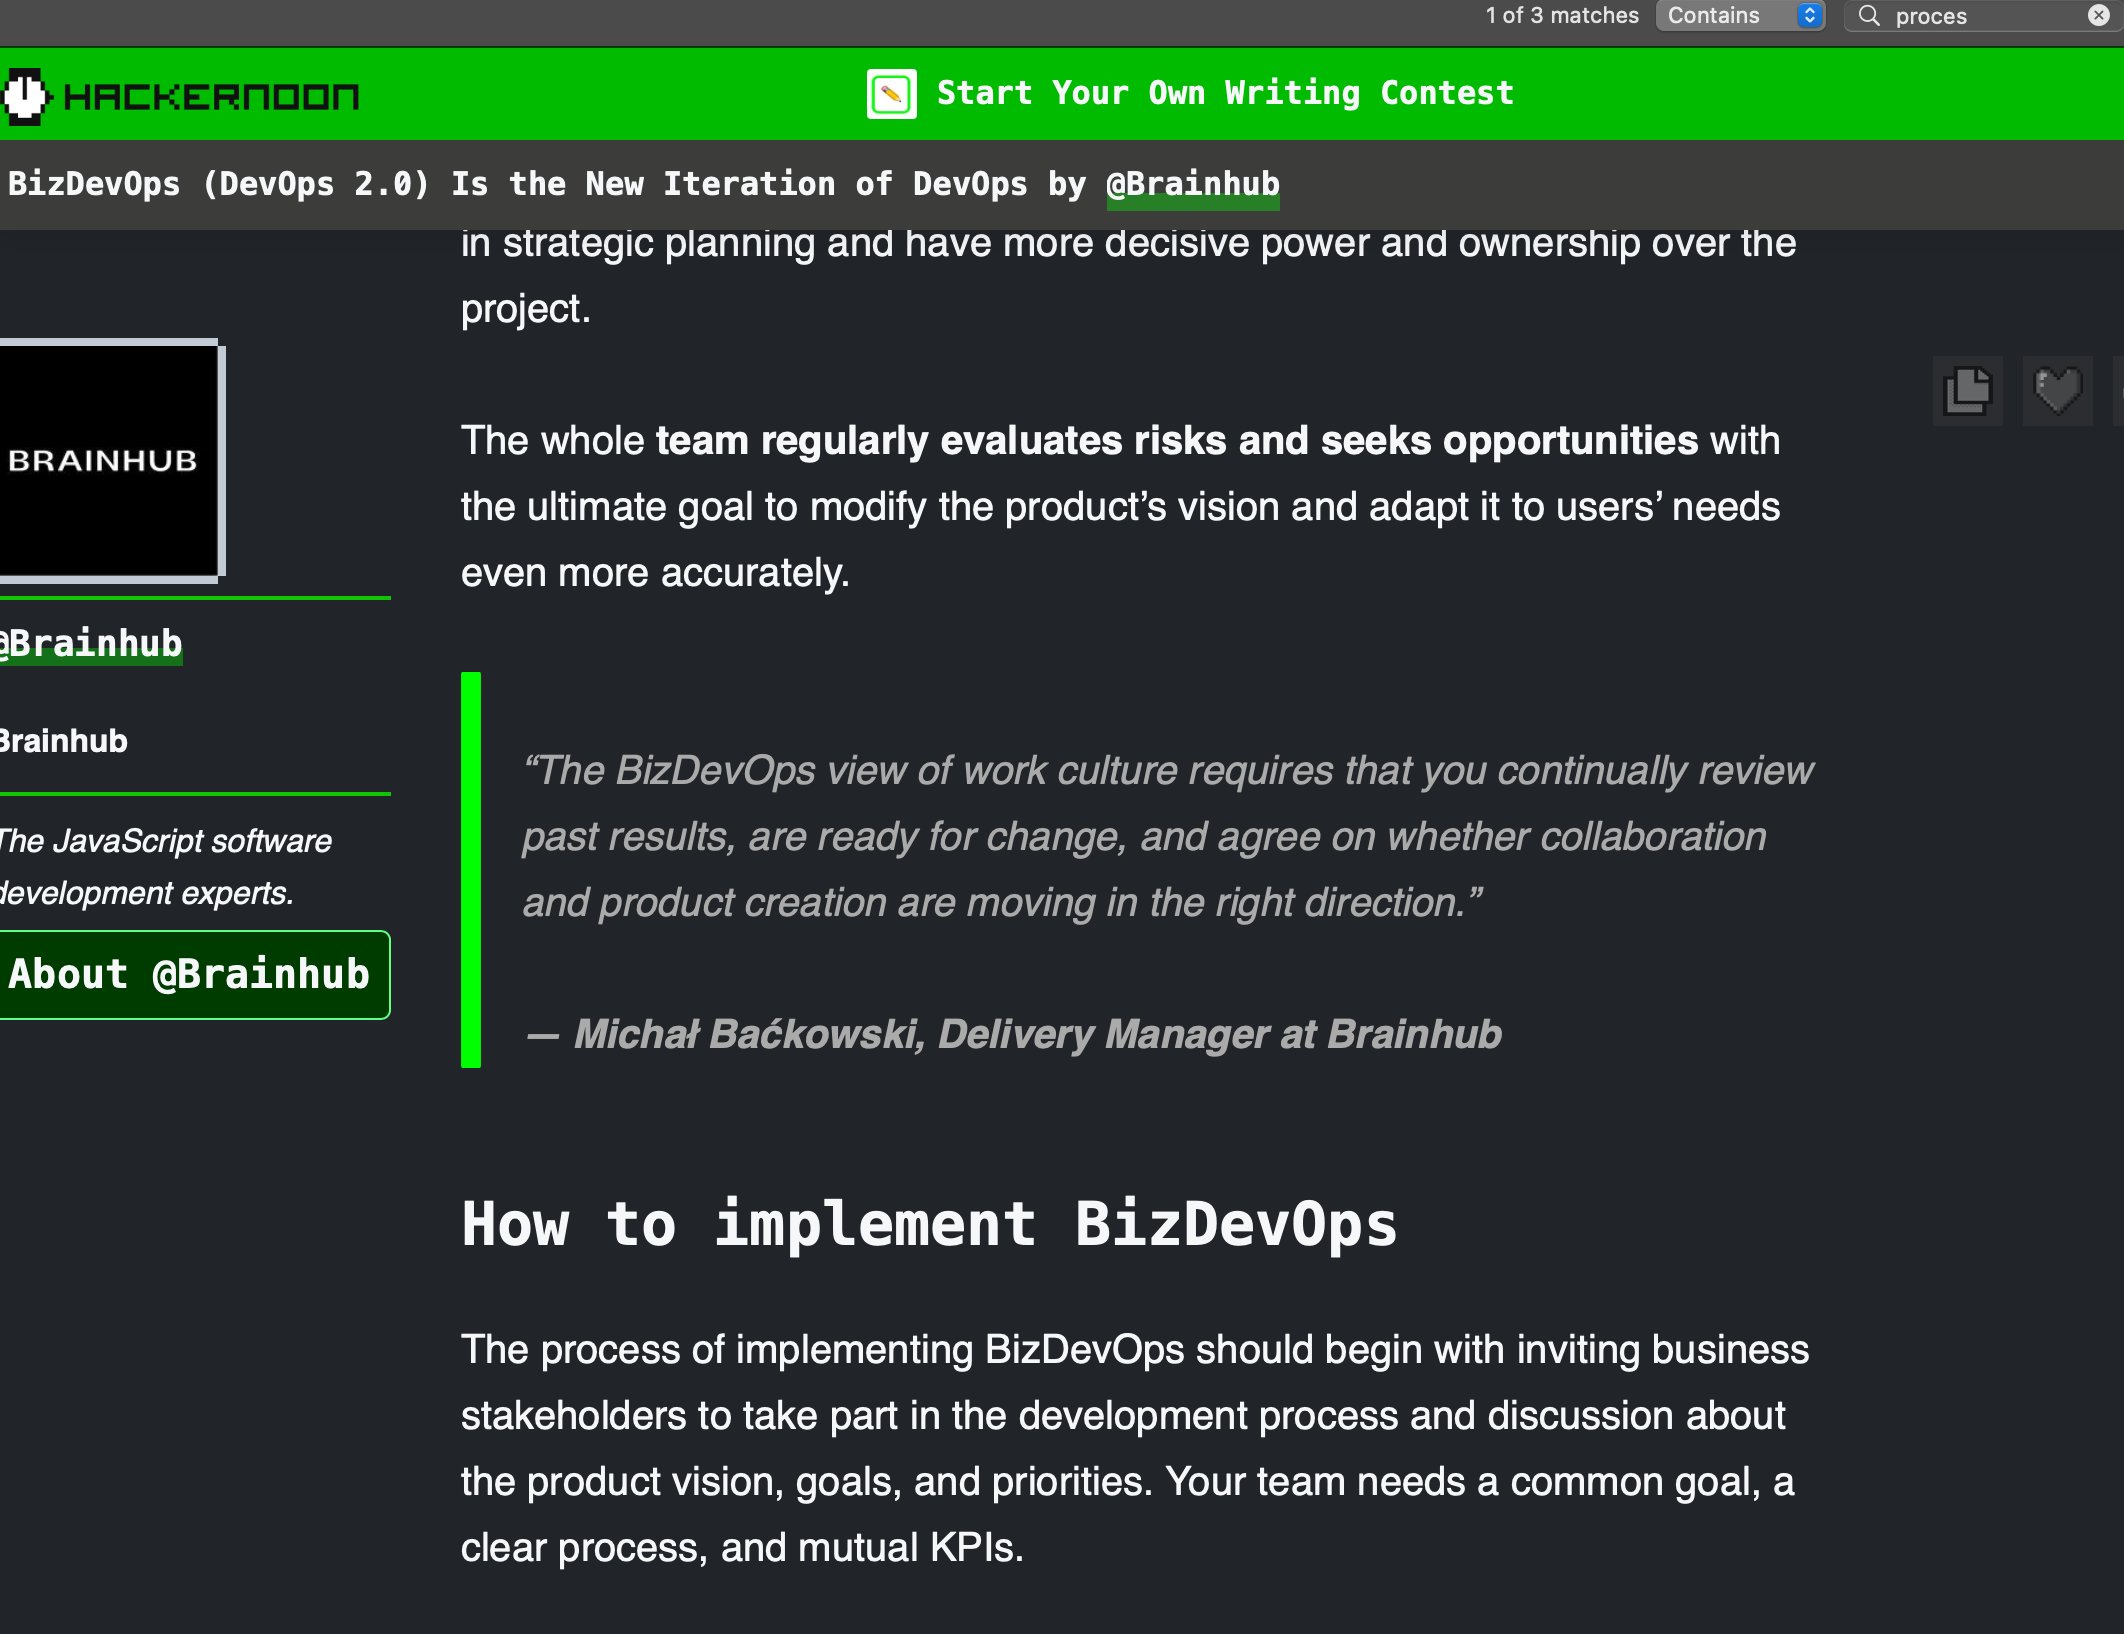 1 of 3 matches Contains proces
HACKERNOON Start Your Own Writing Contest
BizDevOps (DevOps 2.0) Is the New Iteration of DevOps by @Brainhub
in strategic planning and have more decisive power and ownership over the
project.
BRAINHUB
@Brainhub
Brainhub
The JavaScript software
development experts.
About @Brainhub
The whole team regularly evaluates risks and seeks opportunities with
the ultimate goal to modify the product’s vision and adapt it to users’ needs
even more accurately.
“The BizDevOps view of work culture requires that you continually review
past results, are ready for change, and agree on whether collaboration
and product creation are moving in the right direction.”
— Michał Baćkowski, Delivery Manager at Brainhub
How to implement BizDevOps
The process of implementing BizDevOps should begin with inviting business
stakeholders to take part in the development process and discussion about
the product vision, goals, and priorities. Your team needs a common goal, a
clear process, and mutual KPIs.